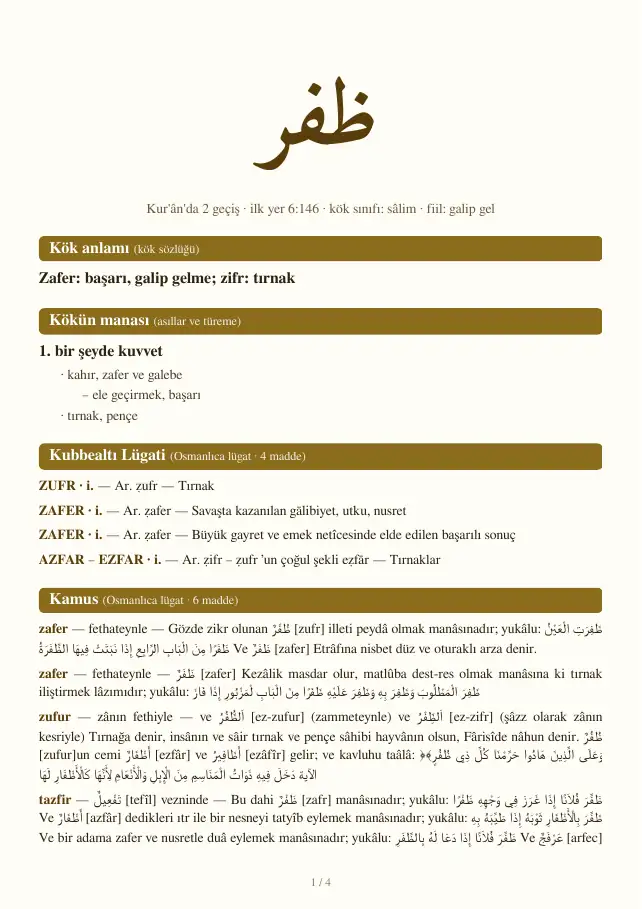 ظفر
Kur'ân'da 2 geçiş · ilk yer 6:146 · kök sınıfı: sâlim · fiil: galip gel
Kök anlamı (kök sözlüğü)
Zafer: başarı, galip gelme; zifr: tırnak
Kökün manası (asıllar ve türeme)
1. bir şeyde kuvvet
· kahır, zafer ve galebe
– ele geçirmek, başarı
· tırnak, pençe
Kubbealtı Lügati (Osmanlıca lügat · 4 madde)
ZUFR · i. — Ar. ẓufr — Tırnak
ZAFER · i. — Ar. ẓafer — Savaşta kazanılan gālibiyet, utku, nusret
ZAFER · i. — Ar. ẓafer — Büyük gayret ve emek netîcesinde elde edilen başarılı sonuç
AZFAR – EZFAR · i. — Ar. ẓifr – ẓufr 'un çoğul şekli eẓfār — Tırnaklar
Kamus (Osmanlıca lügat · 6 madde)
zafer — fethateynle — Gözde zikr olunan ظُفْرٌ [zufr] illeti peydâ olmak manâsınadır; yukâlu: ظَفِرَتِ الْعَيْنُ
ظَفَرًا مِنَ الْبَابِ الرَّابِعِ إِذَا نَبَتَتْ فِيهَا الظَّفَرَةُ Ve ظَفَرٌ [zafer] Etrâfına nisbet düz ve oturaklı arza denir.
zafer — fethateynle — ظَفَرٌ [zafer] Kezâlik masdar olur, matlûba dest-res olmak manâsına ki tırnak
iliştirmek lâzımıdır; yukâlu: ظَفِرَ الْمَطْلُوبَ وَظَفِرَ بِهِ وَظَفِرَ عَلَيْهِ ظَفَرًا مِنَ الْبَابِ لْمَزْبُورِ إِذَا فَازَ
zufur — zânın fethiyle — ve اَلظُّفُرُ [ez-zufur] (zammeteynle) ve اَلظِّفْرُ [ez-zifr] (şâzz olarak zânın
kesriyle) Tırnağa denir, insânın ve sâir tırnak ve pençe sâhibi hayvânın olsun, Fârisîde nâhun denir. ظُفْرٌ
[zufur]un cemi أَظْفَارٌ [ezfâr] ve أَظَافِيرُ [ezâfîr] gelir; ve kavluhu taâlâ: ﴿﴿وَعَلَى الَّذِينَ هَادُوا حَرَّمْنَا كُلَّ ذِي ظُفُرٍ
الآية دَخَلَ فِيهِ ذَوَاتُ الْمَنَاسِمِ مِنَ الْإِبِلِ وَالْأَنْعَامِ لِأَنَّهَا كَالْأَظْفَارِ لَهَا
tazfir — تَفْعِيلٌ [tefîl] vezninde — Bu dahi ظَفْرٌ [zafr] manâsınadır; yukâlu: ظَفَّرَ فُلَانًا إِذَا غَرَزَ فِي وَجْهِهِ ظُفْرًا
Ve أَظْفَارٌ [azfâr] dedikleri ıtr ile bir nesneyi tatyîb eylemek manâsınadır; yukâlu: ظَفَّرَ بِالْأَظْفَارِ ثَوْبَهُ إِذَا طَيَّبَهُ بِهِ
Ve bir adama zafer ve nusretle duâ eylemek manâsınadır; yukâlu: ظَفَّرَ فُلَانًا إِذَا دَعَا لَهُ بِالظَّفَرِ Ve عَرْفَجٌ [arfec]
1 / 4